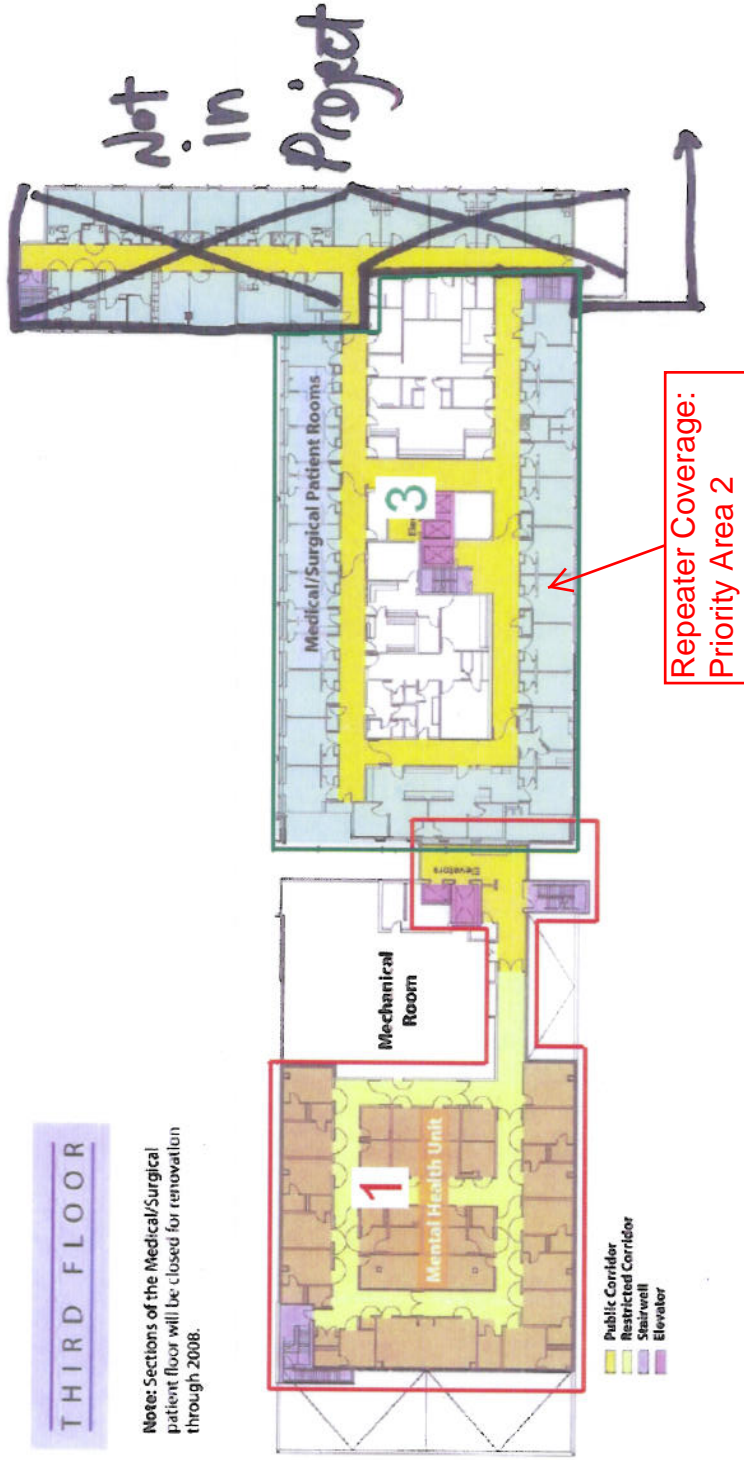 THIRD FLOOR
Note: Sections of the Medical/Surgical
patient floor will be closed for renovation
through 2008.
Not
in
Project
Medical/Surgical Patient Rooms
3
Elev
Elevators
Mechanical
Room
1
Mental Health Unit
Public Corridor
Restricted Corridor
Stairwell
Elevator
Repeater Coverage:
Priority Area 2